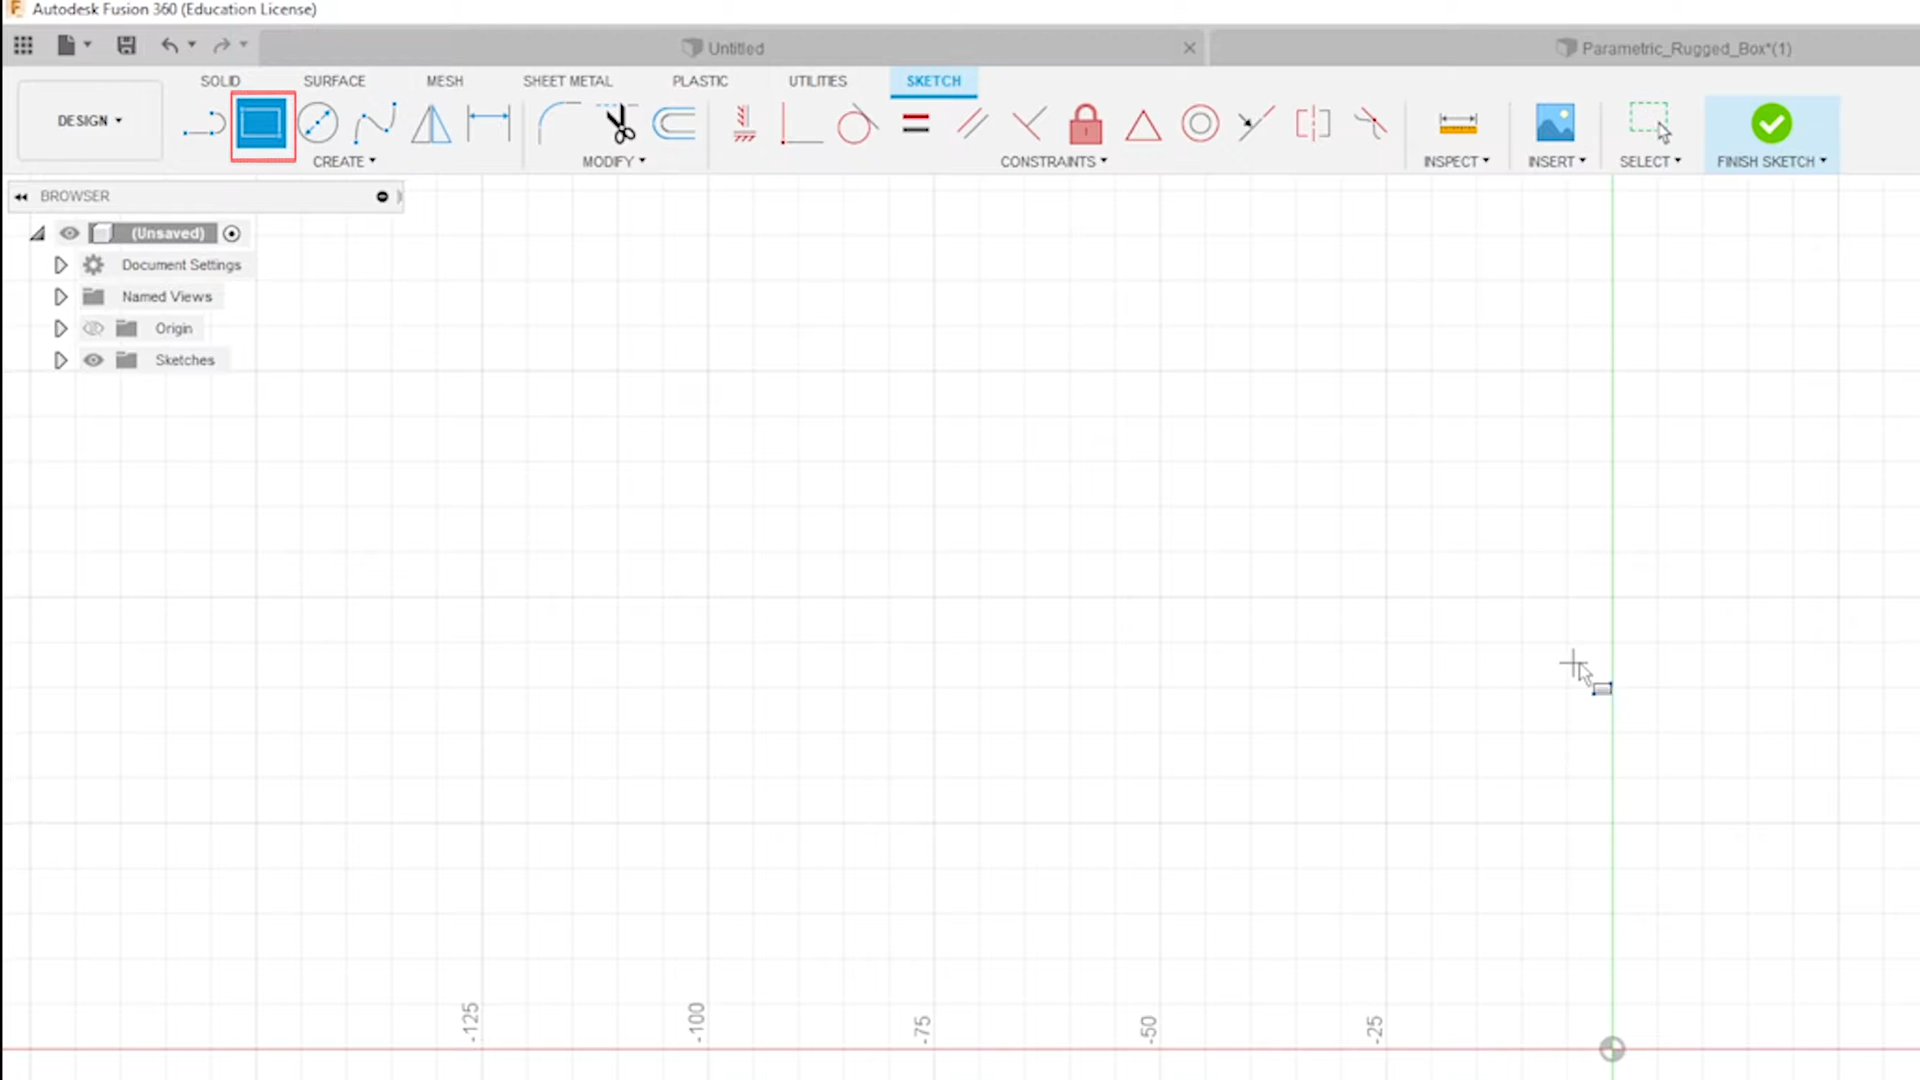 Autodesk Fusion 360 (Education License)
Untitled
Parametric_Rugged_Box*(1)
SOLID SURFACE MESH SHEET METAL PLASTIC UTILITIES SKETCH
DESIGN
CREATE MODIFY CONSTRAINTS INSPECT INSERT SELECT FINISH SKETCH
BROWSER
(Unsaved)
Document Settings
Named Views
Origin
Sketches
-125 -100 -75 -50 -25